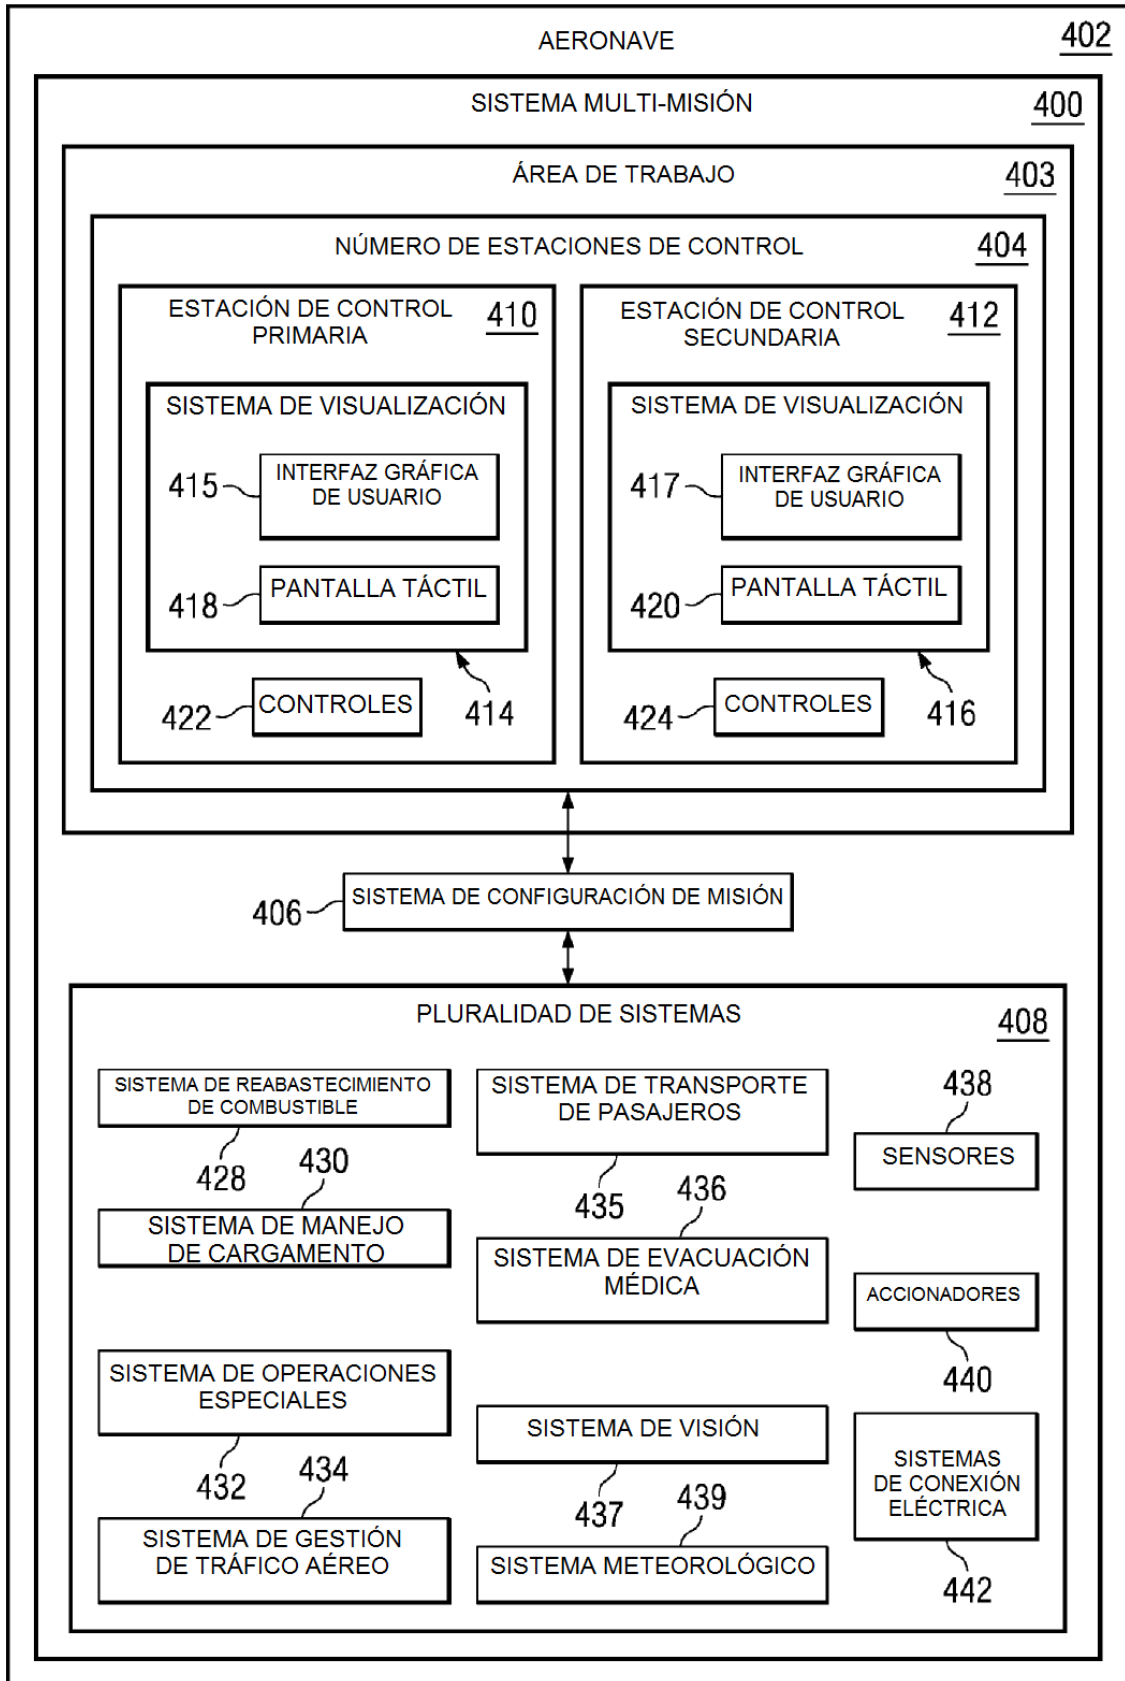 AERONAVE
402
SISTEMA MULTI-MISIÓN
400
ÁREA DE TRABAJO
403
NÚMERO DE ESTACIONES DE CONTROL
404
ESTACIÓN DE CONTROL
PRIMARIA
410
SISTEMA DE VISUALIZACIÓN
415
INTERFAZ GRÁFICA
DE USUARIO
418
PANTALLA TÁCTIL
422
CONTROLES
414
ESTACIÓN DE CONTROL
SECUNDARIA
412
SISTEMA DE VISUALIZACIÓN
417
INTERFAZ GRÁFICA
DE USUARIO
420
PANTALLA TÁCTIL
424
CONTROLES
416
406
SISTEMA DE CONFIGURACIÓN DE MISIÓN
PLURALIDAD DE SISTEMAS
408
SISTEMA DE REABASTECIMIENTO
DE COMBUSTIBLE
428
430
SISTEMA DE MANEJO
DE CARGAMENTO
SISTEMA DE OPERACIONES
ESPECIALES
432
434
SISTEMA DE GESTIÓN
DE TRÁFICO AÉREO
SISTEMA DE TRANSPORTE
DE PASAJEROS
435
436
SISTEMA DE EVACUACIÓN
MÉDICA
SISTEMA DE VISIÓN
437
439
SISTEMA METEOROLÓGICO
438
SENSORES
ACCIONADORES
440
SISTEMAS
DE CONEXIÓN
ELÉCTRICA
442